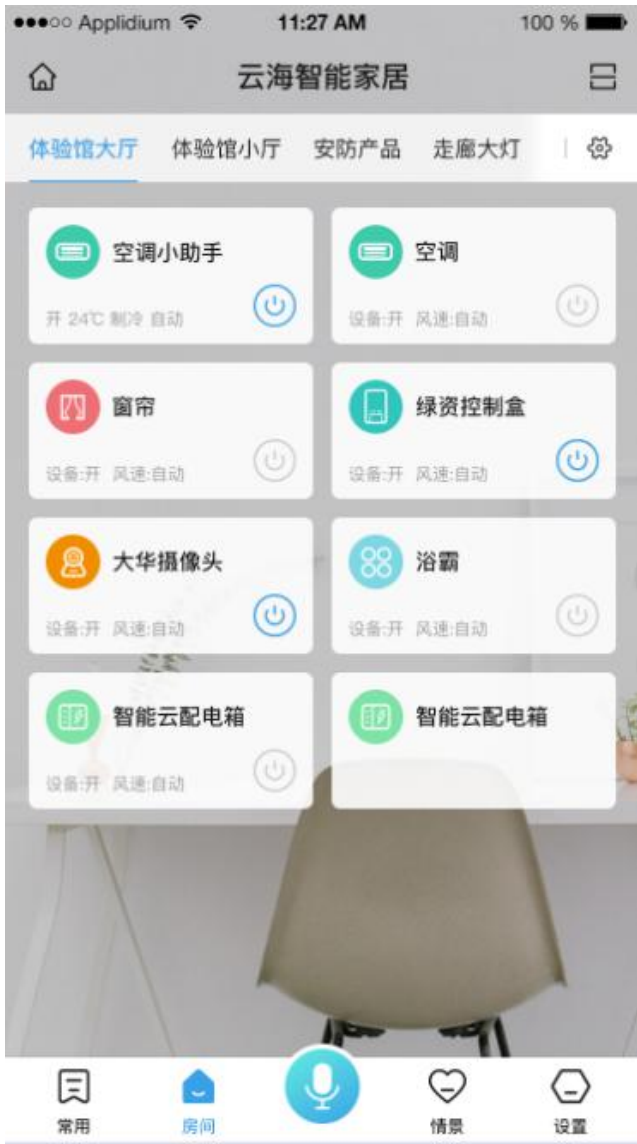 ●●●○○ Applidium 11:27 AM 100 %
云海智能家居
体验馆大厅 体验馆小厅 安防产品 走廊大灯
空调小助手 空调
开 24℃ 制冷 自动 设备:开 风速:自动
窗帘 绿资控制盒
设备:开 风速:自动 设备:开 风速:自动
大华摄像头 浴霸
设备:开 风速:自动 设备:开 风速:自动
智能云配电箱 智能云配电箱
设备:开 风速:自动
常用 房间 情景 设置